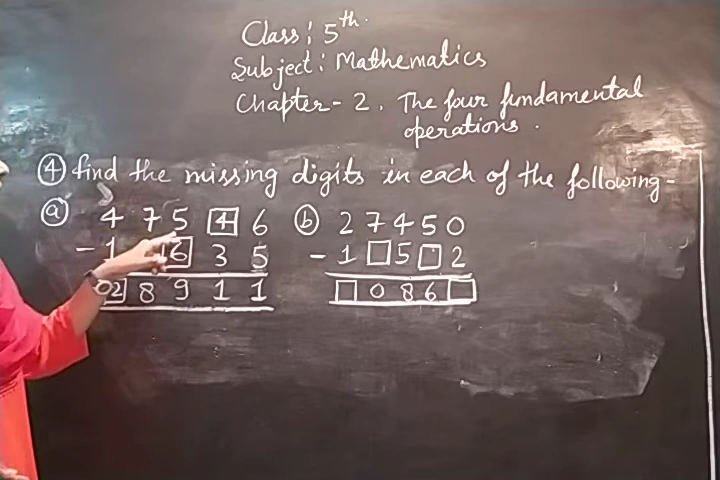 Class: 5th.
Subject: Mathematics
Chapter - 2. The four fundamental
operations.
④ find the missing digits in each of the following -
ⓐ 4 7 5 4 6 ⓑ 2 7 4 5 0
- 1 6 3 5 - 1 □ 5 □ 2
02 8 9 1 1 □ 0 8 6 □